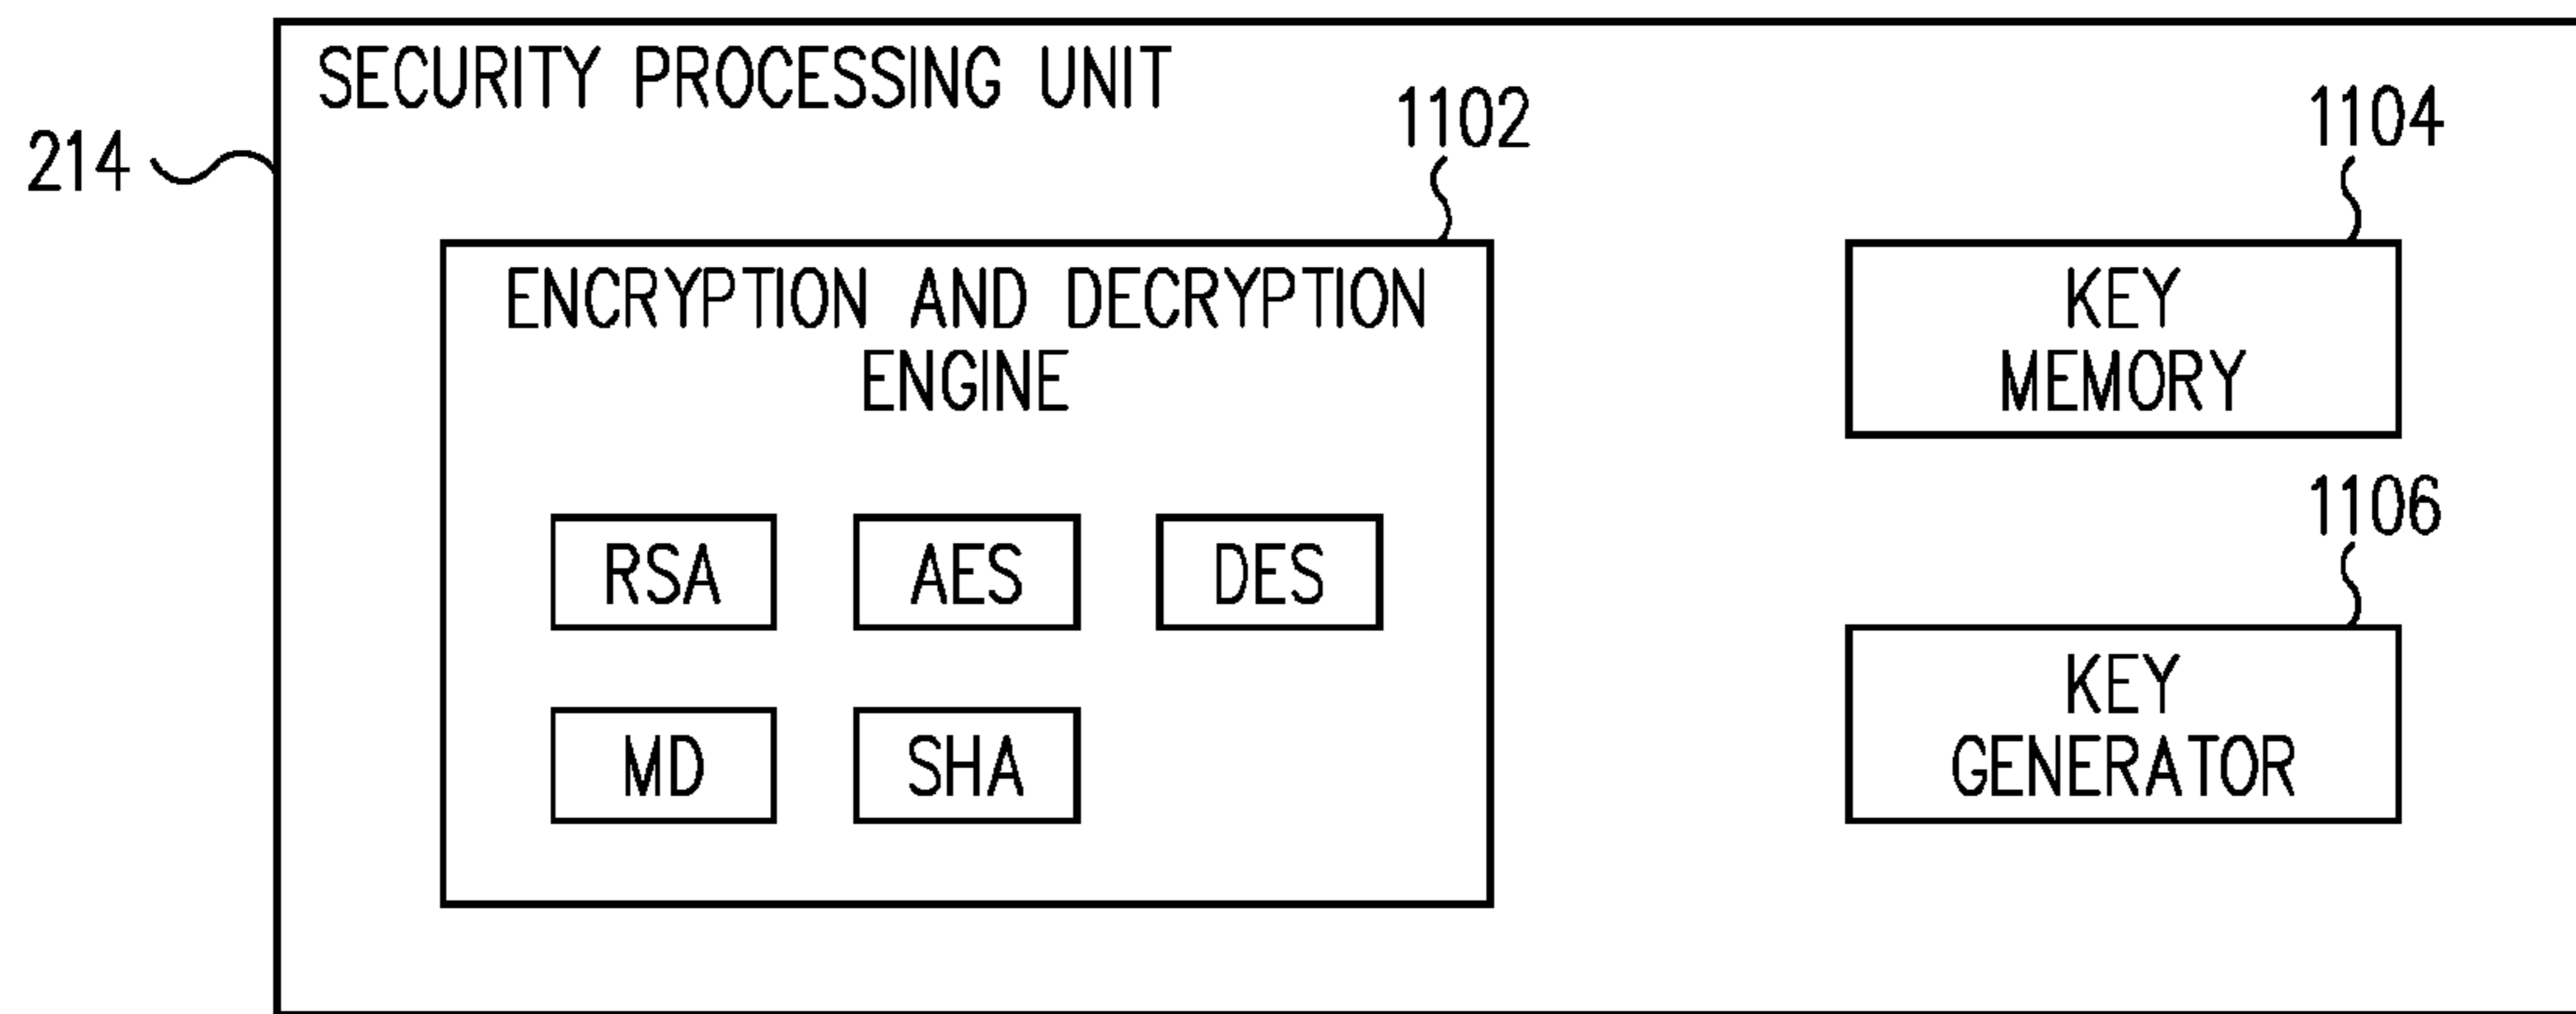 SECURITY PROCESSING UNIT
214
1102
1104
ENCRYPTION AND DECRYPTION
ENGINE
KEY
MEMORY
RSA
AES
DES
1106
MD
SHA
KEY
GENERATOR